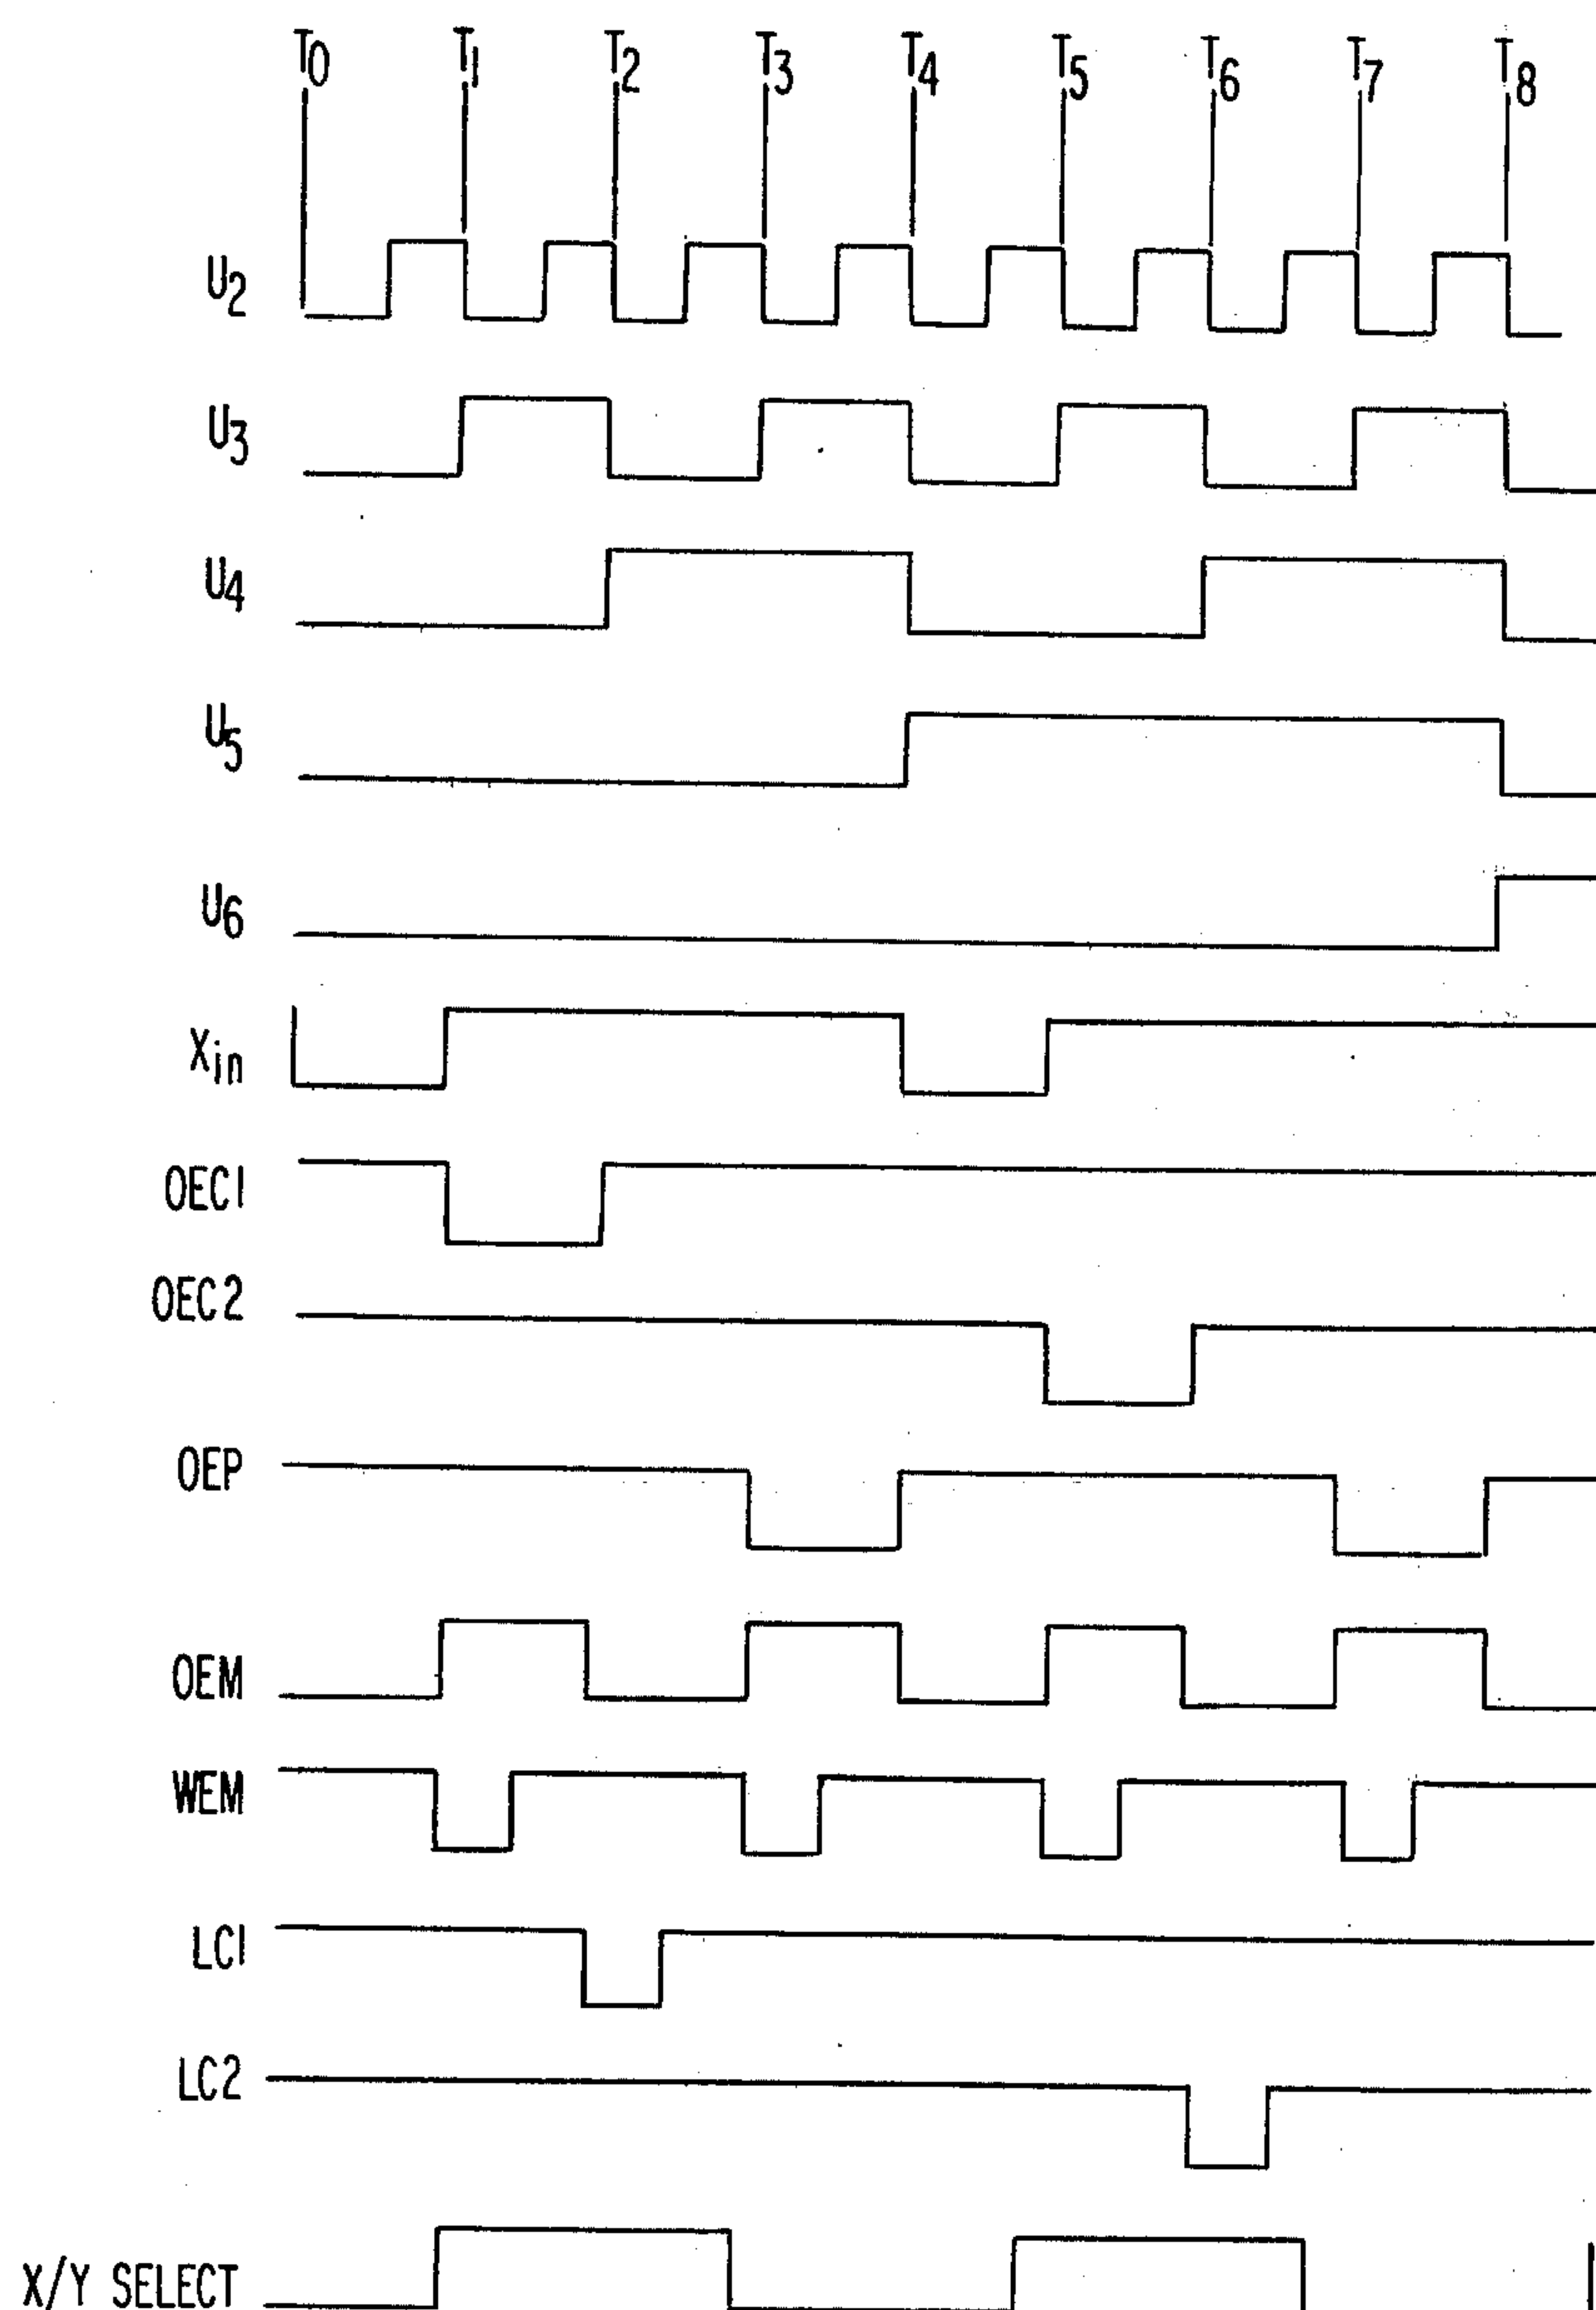 T0 T1 T2 T3 T4 T5 T6 T7 T8
U2
U3
U4
U5
U6
Xin
OEC1
OEC2
OEP
OEM
WEM
LC1
LC2
X/Y SELECT